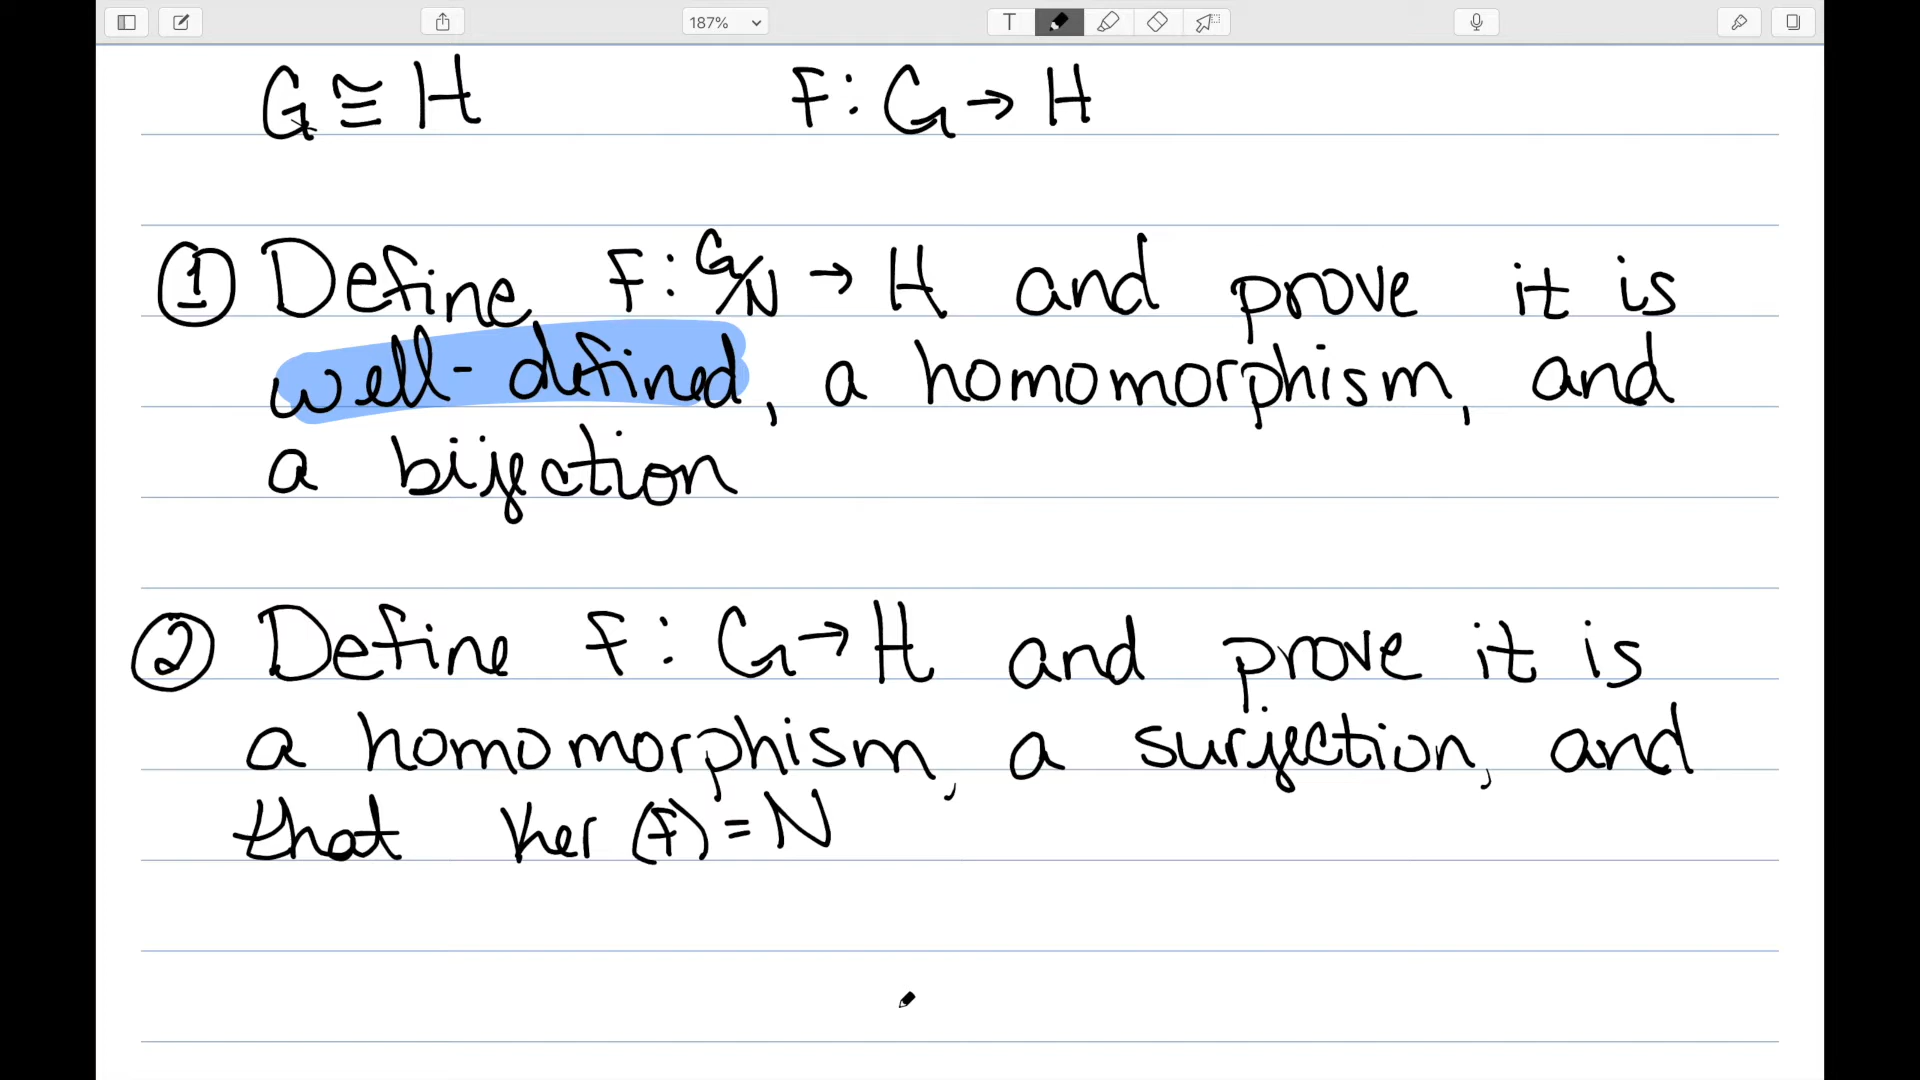 187%
T
G ≅ H f: G → H
① Define f: G/N → H and prove it is
well-defined, a homomorphism, and
a bijection
② Define f: G → H and prove it is
a homomorphism, a surjection, and
that ker (f) = N